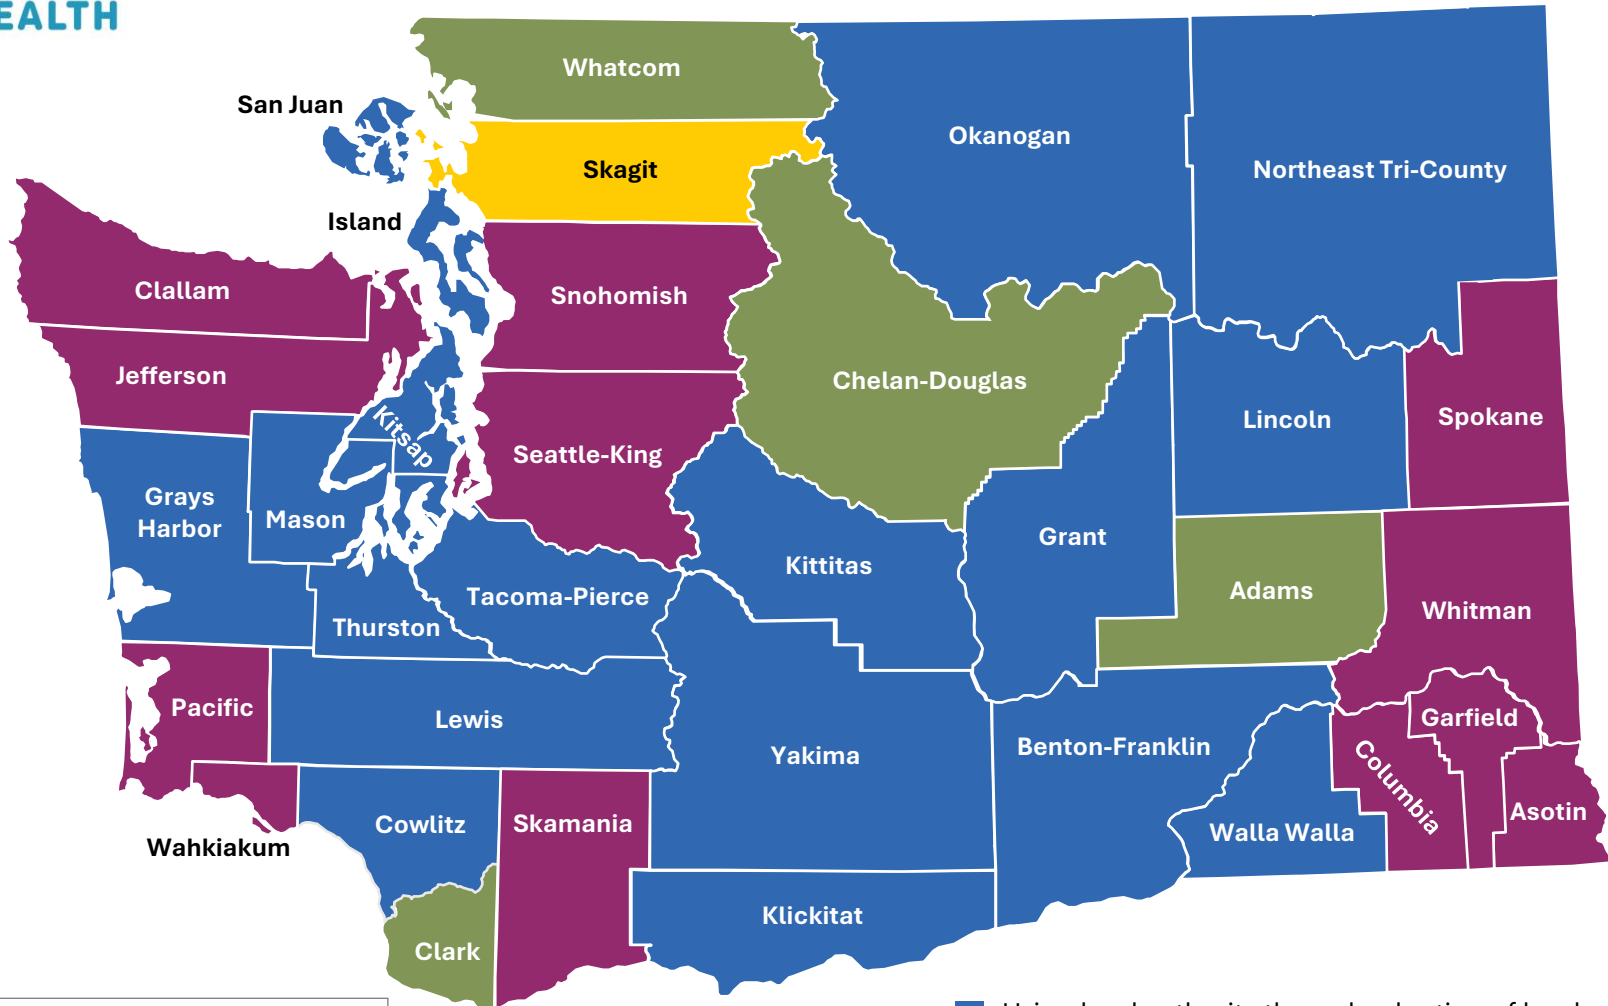 EALTH
Whatcom
San Juan
Okanogan
Skagit
Northeast Tri-County
Island
Clallam
Snohomish
Jefferson
Chelan-Douglas
Kitsap
Lincoln
Spokane
Seattle-King
Grays
Harbor
Mason
Grant
Kittitas
Adams
Tacoma-Pierce
Whitman
Thurston
Pacific
Lewis
Garfield
Benton-Franklin
Yakima
Columbia
Asotin
Cowlitz
Skamania
Walla Walla
Wahkiakum
Klickitat
Clark